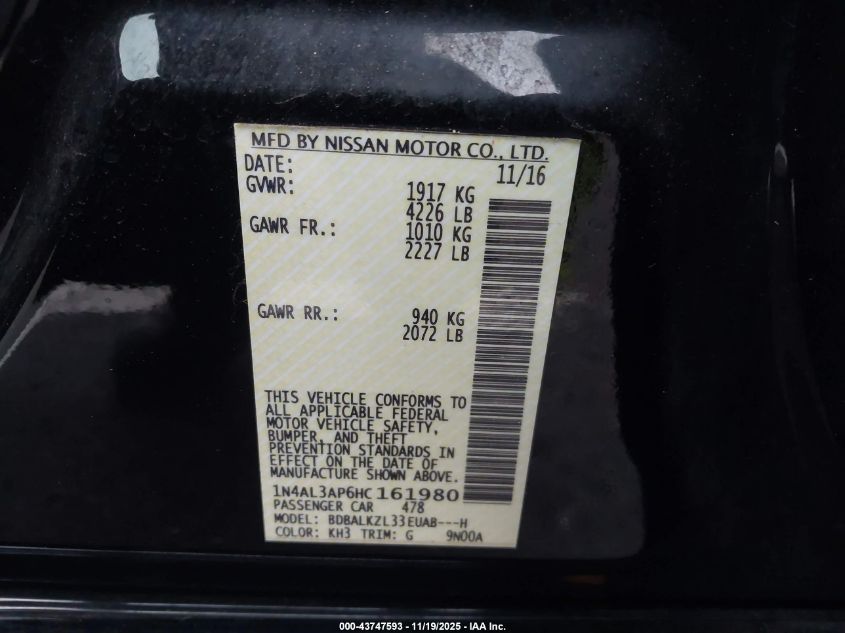 MFD BY NISSAN MOTOR CO., LTD.
DATE: 11/16
GVWR: 1917 KG
4226 LB
GAWR FR.: 1010 KG
2227 LB
GAWR RR.: 940 KG
2072 LB
THIS VEHICLE CONFORMS TO
ALL APPLICABLE FEDERAL
MOTOR VEHICLE SAFETY,
BUMPER, AND THEFT
PREVENTION STANDARDS IN
EFFECT ON THE DATE OF
MANUFACTURE SHOWN ABOVE.
1N4AL3AP6HC161980
PASSENGER CAR 478
MODEL: BDBALKZL33EUAB---H
COLOR: KH3 TRIM: G 9N00A
000-43747593 - 11/19/2025 - IAA Inc.